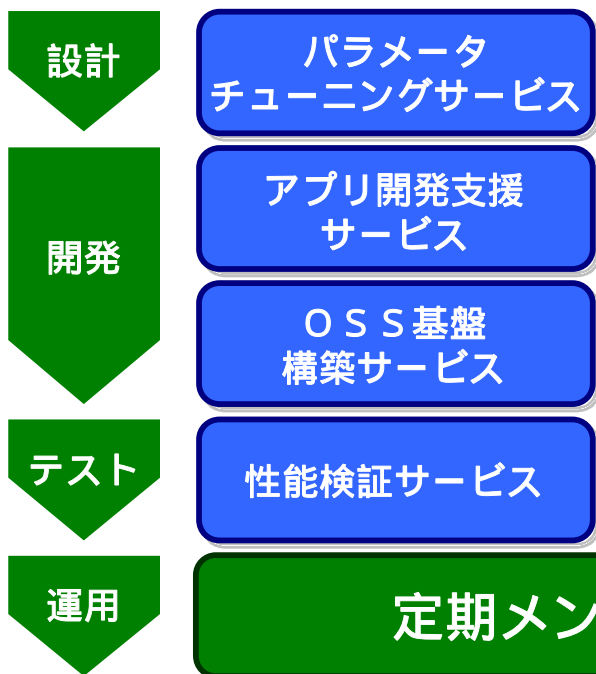 設計
パラメータ
チューニングサービス
開発
アプリ開発支援
サービス
ＯＳＳ基盤
構築サービス
テスト
性能検証サービス
運用
定期メン